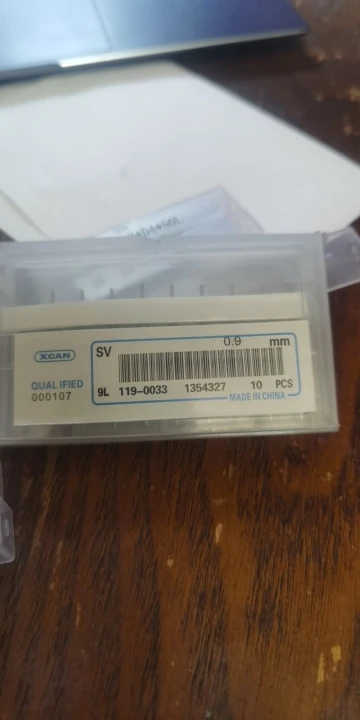 XCAN
QUALIFIED
000107
SV 0.9 mm
9L 119-0033 1354327 10 PCS
MADE IN CHINA